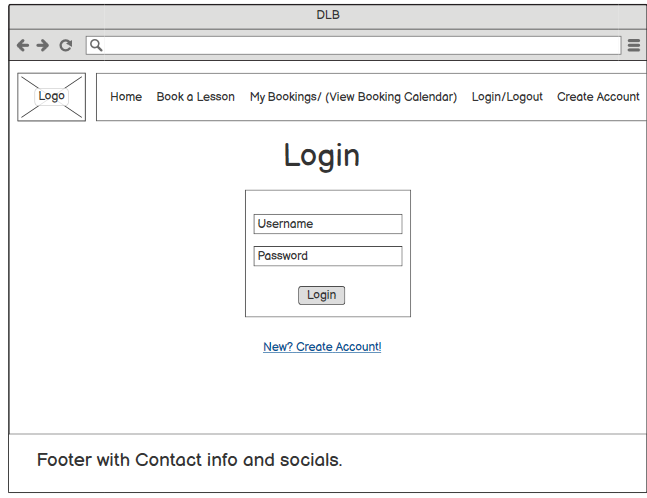 DLB
Logo
Home Book a Lesson My Bookings/ (View Booking Calendar) Login/Logout Create Account
Login
Username
Password
Login
New? Create Account!
Footer with Contact info and socials.